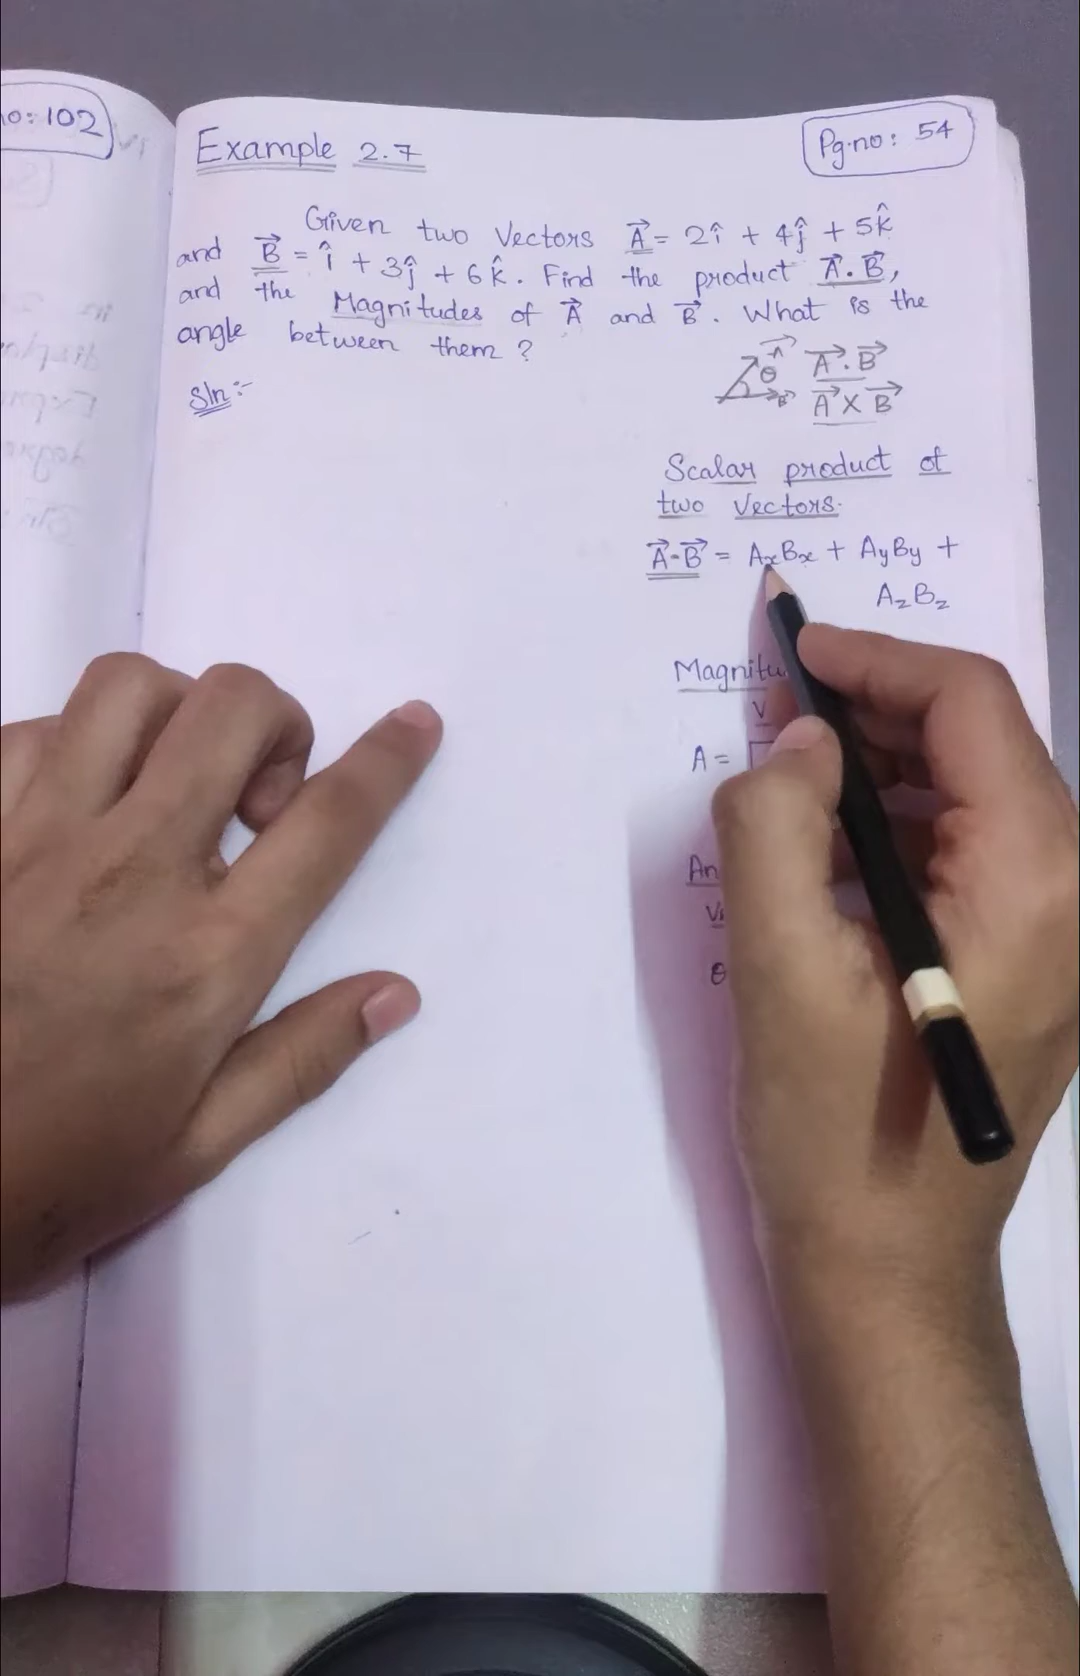 no: 102
Example 2.7
Pg.no: 54
Given two Vectors A⃗ = 2î + 4ĵ + 5k̂
and B⃗ = î + 3ĵ + 6k̂. Find the product A⃗.B⃗,
and the Magnitudes of A⃗ and B⃗. What is the
angle between them ?
Sln:-
A⃗ θ B⃗
A⃗.B⃗
A⃗ X B⃗
Scalar product of
two Vectors.
A⃗.B⃗ = AₓBₓ + AyBy +
AzBz
Magnitu
V
A =
An
θ